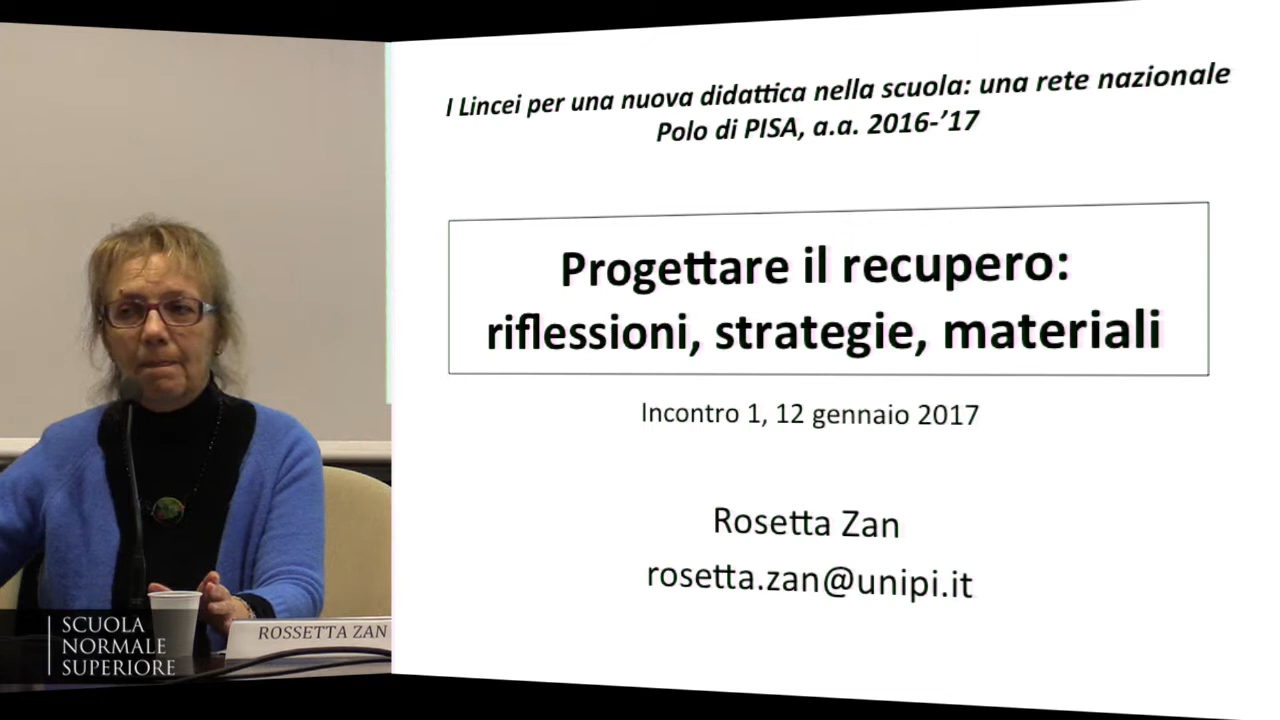 I Lincei per una nuova didattica nella scuola: una rete nazionale
Polo di PISA, a.a. 2016-’17
Progettare il recupero:
riflessioni, strategie, materiali
Incontro 1, 12 gennaio 2017
Rosetta Zan
rosetta.zan@unipi.it
ROSSETTA ZAN
SCUOLA
NORMALE
SUPERIORE